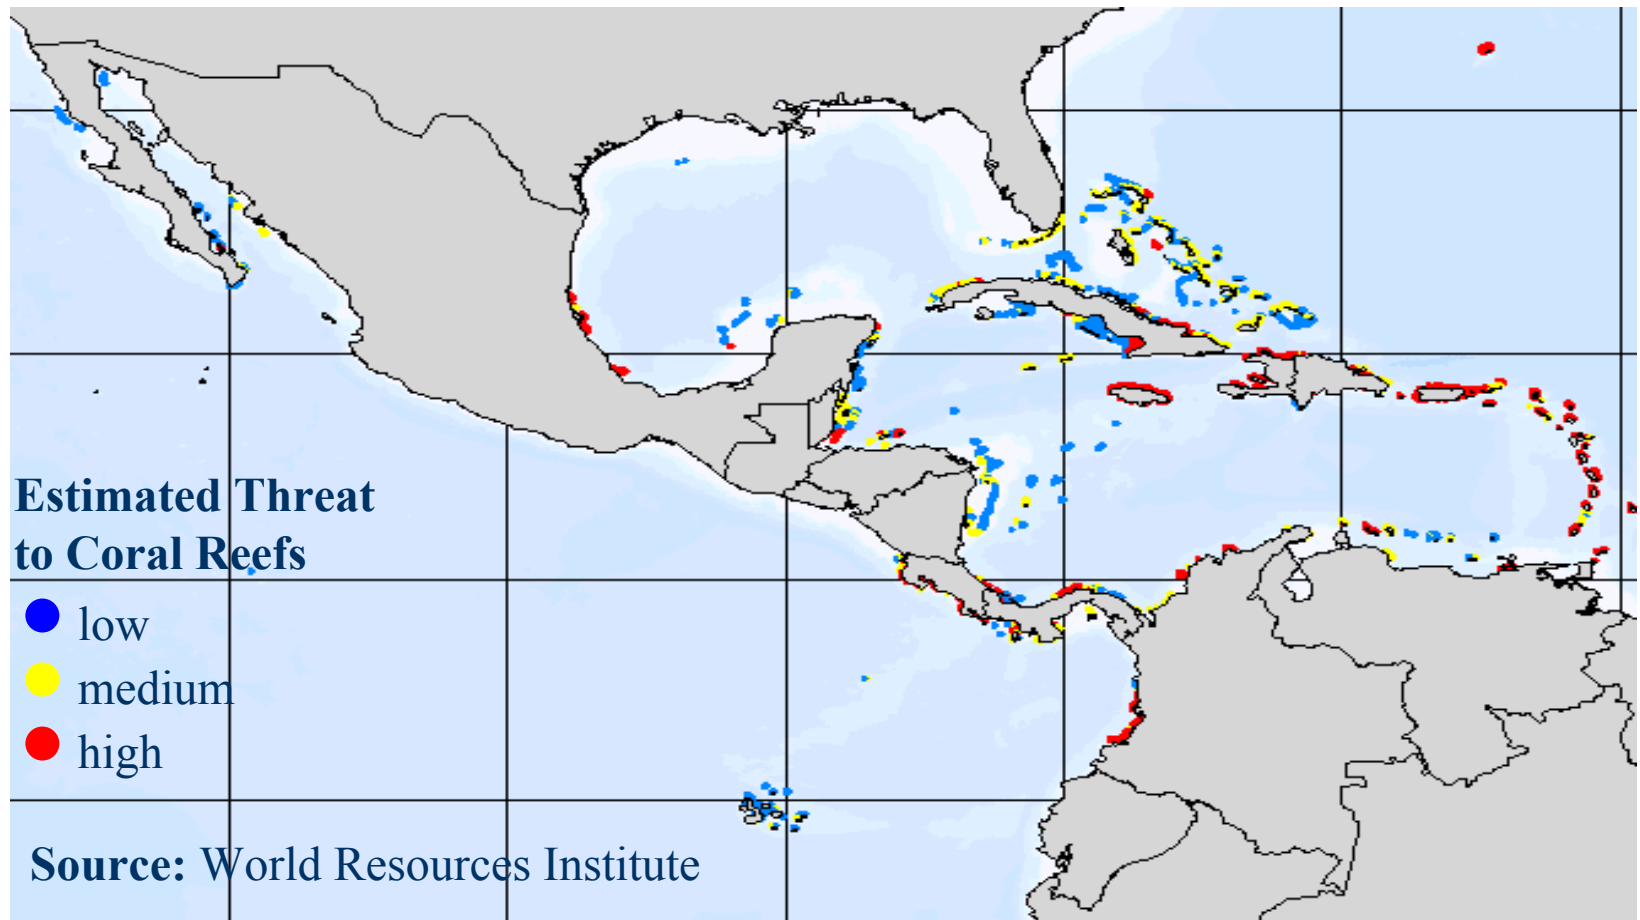 Estimated Threat
to Coral Reefs
low
medium
high
Source: World Resources Institute